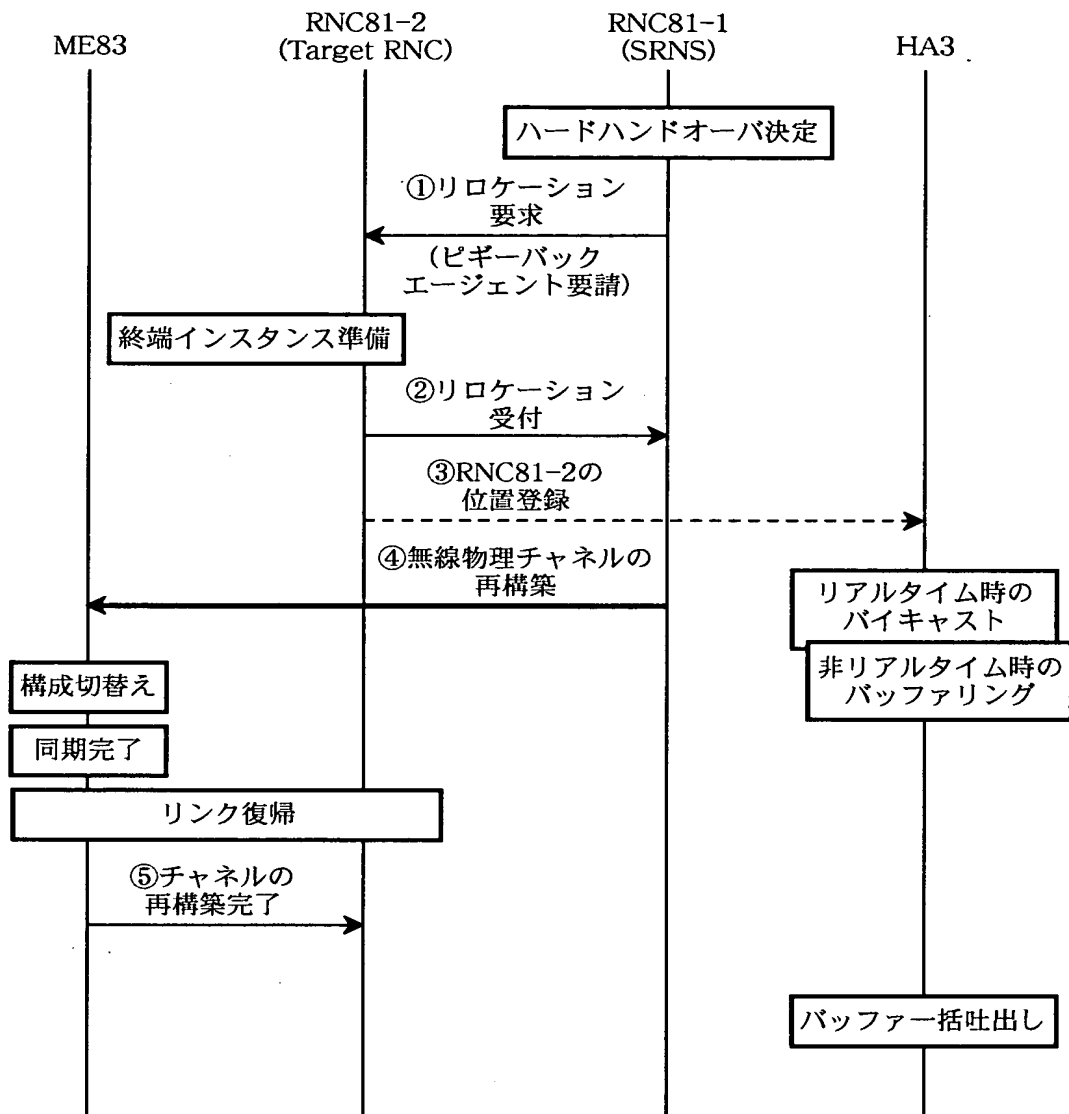 ME83
RNC81-2
(Target RNC)
RNC81-1
(SRNS)
HA3
ハードハンドオーバ決定
①リロケーション
要求
(ピギーバック
エージェント要請)
終端インスタンス準備
②リロケーション
受付
③RNC81-2の
位置登録
④無線物理チャネルの
再構築
リアルタイム時の
バイキャスト
非リアルタイム時の
バッファリング
構成切替え
同期完了
リンク復帰
⑤チャネルの
再構築完了
バッファ一括吐出し